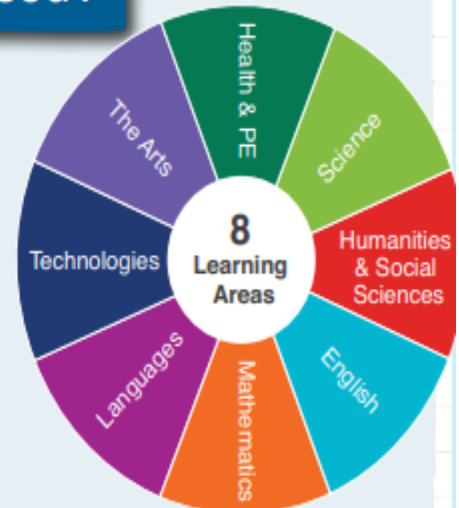 Health & PE
Science
Humanities
& Social
Sciences
English
Mathematics
Languages
Technologies
The Arts
8
Learning
Areas